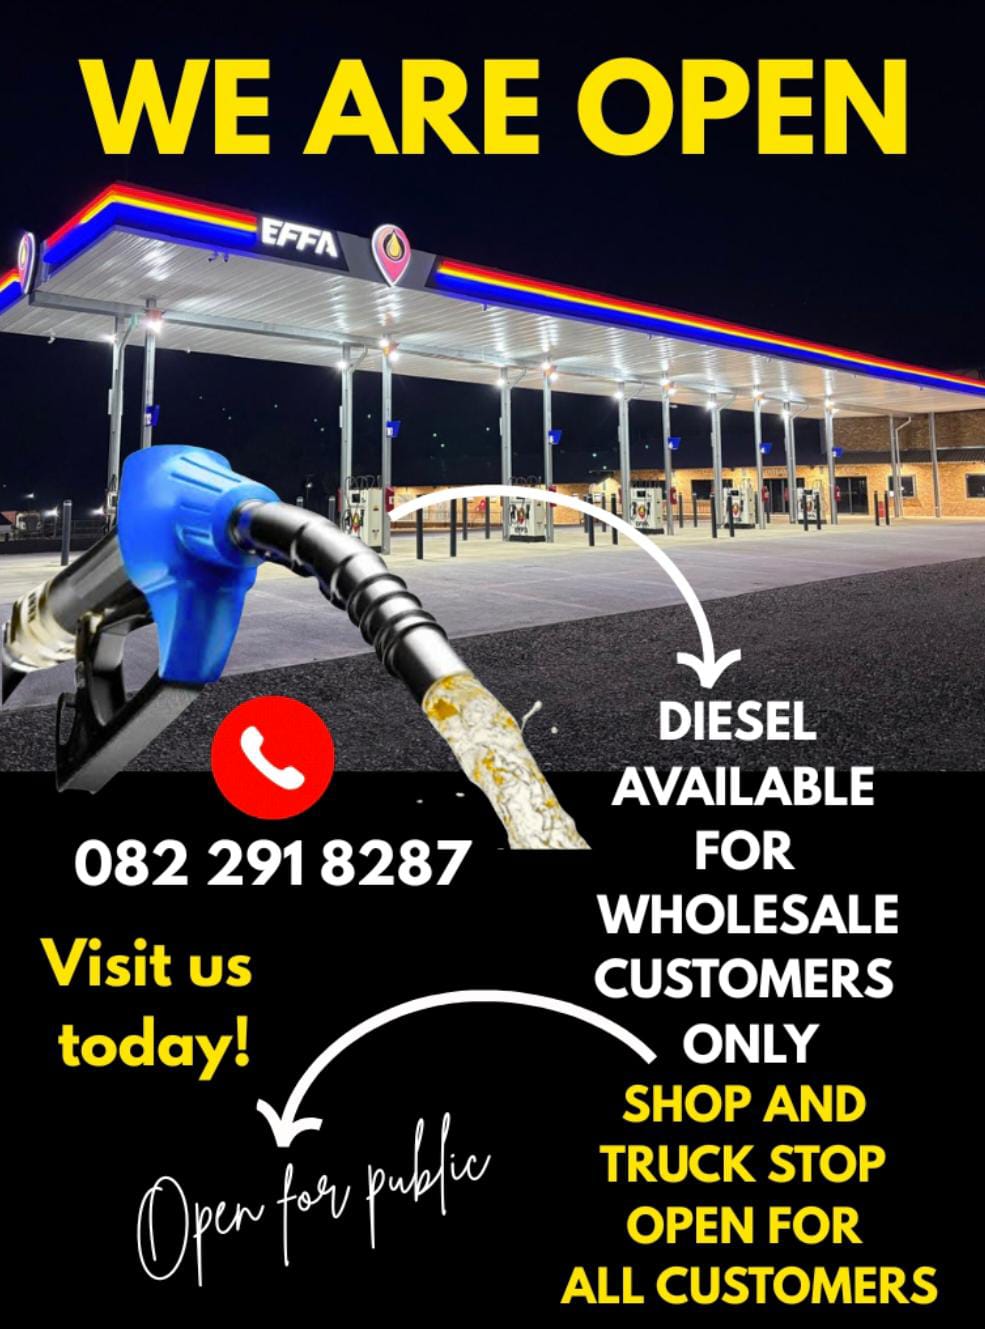 WE ARE OPEN
EFFA
EFFA
082 291 8287
Visit us
today!
DIESEL
AVAILABLE
FOR
WHOLESALE
CUSTOMERS
ONLY
SHOP AND
TRUCK STOP
OPEN FOR
ALL CUSTOMERS
Open for public